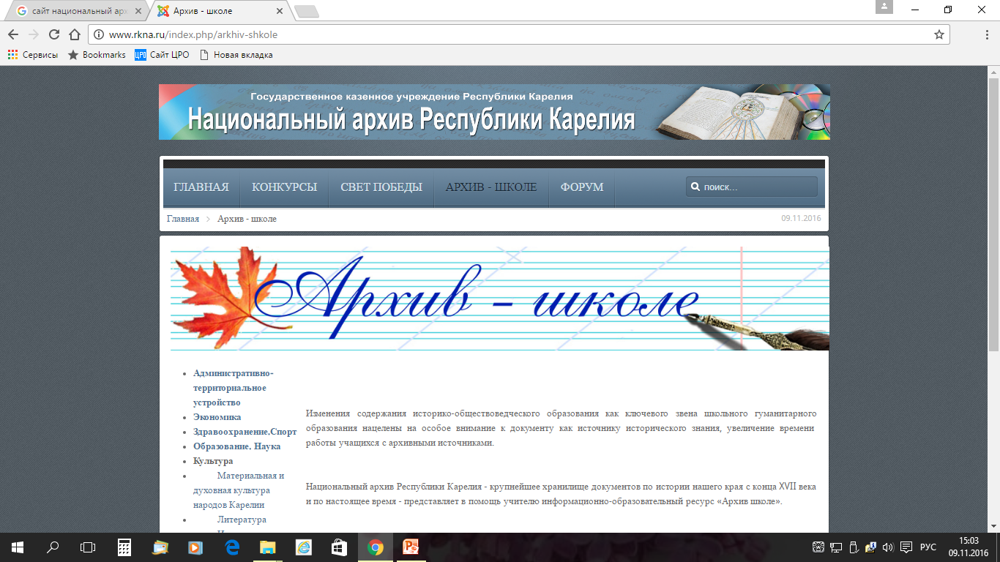 сайт национальный арх
Архив - школе
www.rkna.ru/index.php/arkhiv-shkole
Сервисы Bookmarks ЦРО Сайт ЦРО Новая вкладка
Государственное казенное учреждение Республики Карелия
Национальный архив Республики Карелия
ГЛАВНАЯ КОНКУРСЫ СВЕТ ПОБЕДЫ АРХИВ - ШКОЛЕ ФОРУМ поиск...
Главная Архив - школе 09.11.2016
Архив - школе
Административно-
территориальное
устройство
Экономика
Здравоохранение,Спорт
Образование, Наука
Культура
Материальная и
духовная культура
народов Карелии
Литература
Изменения содержания историко-обществоведческого образования как ключевого звена школьного гуманитарного
образования нацелены на особое внимание к документу как источнику исторического знания, увеличение времени
работы учащихся с архивными источниками.
Национальный архив Республики Карелия - крупнейшее хранилище документов по истории нашего края с конца XVII века
и по настоящее время - представляет в помощь учителю информационно-образовательный ресурс «Архив школе».
РУС
15:03
09.11.2016